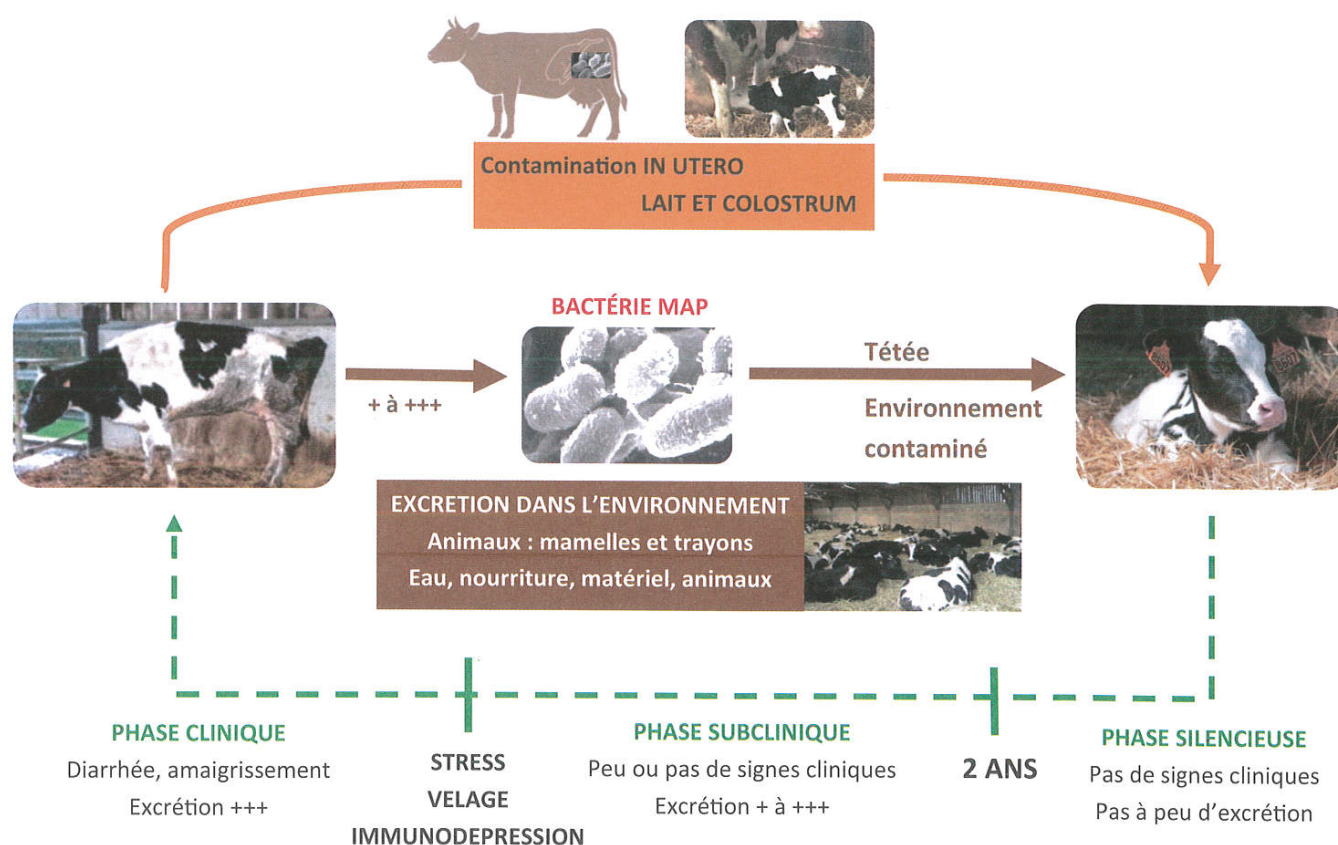 Contamination IN UTERO
LAIT ET COLOSTRUM
BACTÉRIE MAP
+ à +++
Tétée
Environnement
contaminé
EXCRETION DANS L'ENVIRONNEMENT
Animaux : mamelles et trayons
Eau, nourriture, matériel, animaux
PHASE CLINIQUE
Diarrhée, amaigrissement
Excrétion +++
STRESS
VELAGE
IMMUNODEPRESSION
PHASE SUBCLINIQUE
Peu ou pas de signes cliniques
Excrétion + à +++
2 ANS
PHASE SILENCIEUSE
Pas de signes cliniques
Pas à peu d'excrétion